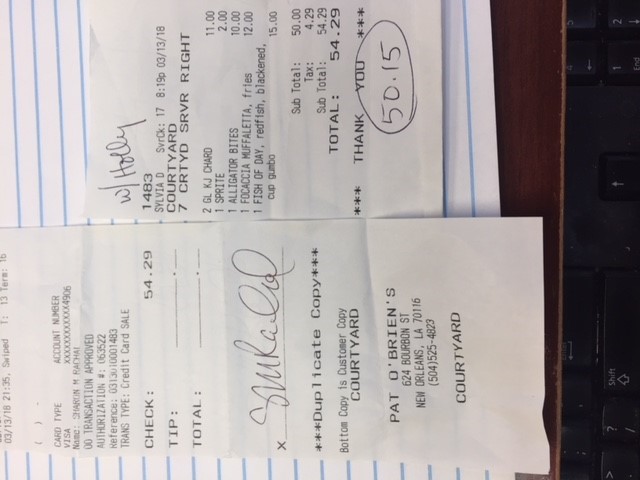 w/ Holly
1483
SYLVIA D SvrCk: 17 8:19p 03/13/18
COURTYARD
7 CRTYD SRVR RIGHT
2 GL KJ CHARD 11.00
1 SPRITE 2.00
1 ALLIGATOR BITES 10.00
1 FOCACCIA MUFFALETTA, fries 12.00
1 FISH OF DAY, redfish, blackened, 15.00
cup gumbo
Sub Total: 50.00
Tax: 4.29
Sub Total: 54.29
TOTAL: 54.29
*** THANK YOU ***
50.15
03/13/18 21:35, Swiped T: 13 Term: 16
( ) -
CARD TYPE ACCOUNT NUMBER
VISA XXXXXXXXXXXX4906
Name: SHARON M RACHAL
00 TRANSACTION APPROVED
AUTHORIZATION #: 063522
Reference: 0313010001483
TRANS TYPE: Credit Card SALE
CHECK: 54.29
TIP:
TOTAL:
X
***Duplicate Copy***
Bottom Copy is Customer Copy
COURTYARD
PAT O'BRIEN'S
624 BOURBON ST
NEW ORLEANS, LA 70116
(504)525-4823
COURTYARD
Shift
End